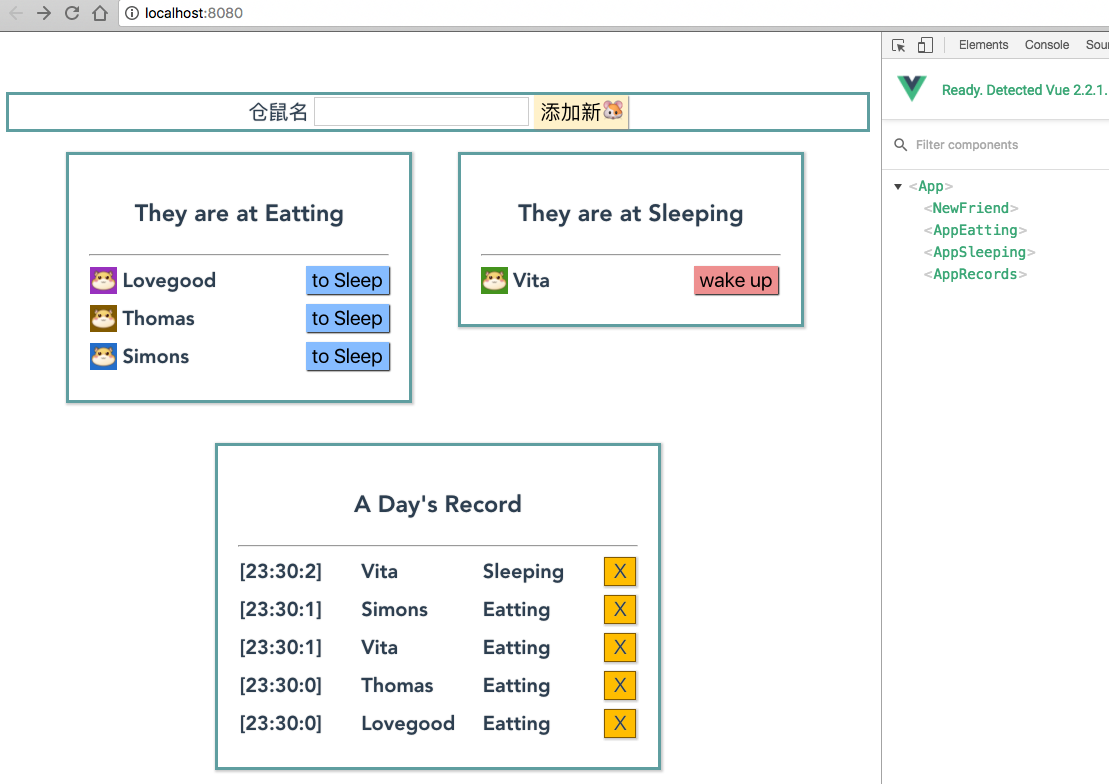 localhost:8080
Elements Console Sour
Ready. Detected Vue 2.2.1.
仓鼠名 添加新🐹
Filter components
They are at Eatting
Lovegood to Sleep
Thomas to Sleep
Simons to Sleep
They are at Sleeping
Vita wake up
<App>
<NewFriend>
<AppEatting>
<AppSleeping>
<AppRecords>
A Day's Record
[23:30:2] Vita Sleeping X
[23:30:1] Simons Eatting X
[23:30:1] Vita Eatting X
[23:30:0] Thomas Eatting X
[23:30:0] Lovegood Eatting X